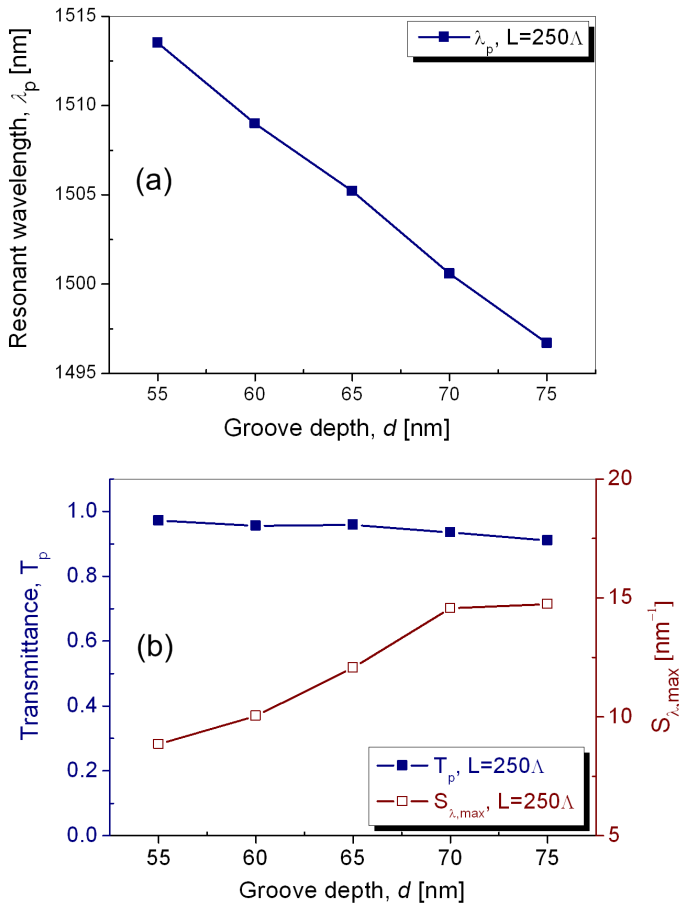 1515
1510
1505
1500
1495
Resonant wavelength, λp [nm]
λp, L=250Λ
(a)
55 60 65 70 75
Groove depth, d [nm]
1.0
0.8
0.6
0.4
0.2
0.0
Transmittance, Tp
20
15
10
5
Sλ,max [nm⁻¹]
(b)
Tp, L=250Λ
Sλ,max, L=250Λ
55 60 65 70 75
Groove depth, d [nm]